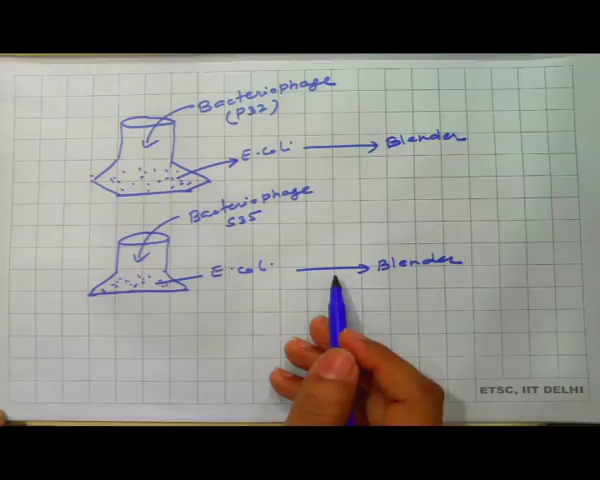 Bacteriophage
(P32)
E.coli
Blender
Bacteriophage
S35
E.coli.
Blender
ETSC, IIT DELHI